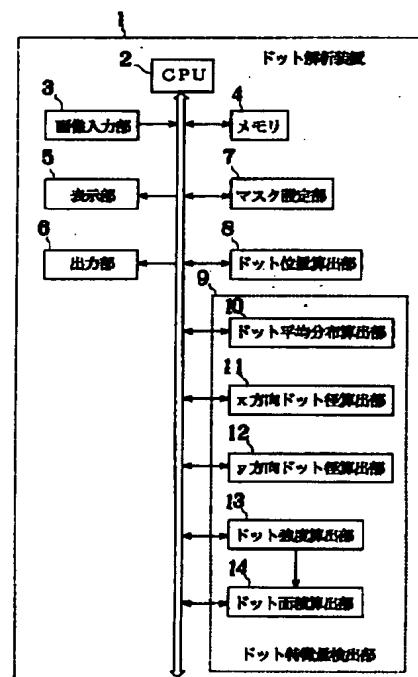 1
ドット解析装置
2
CPU
3
画像入力部
4
メモリ
5
表示部
7
マスク設定部
6
出力部
8
ドット位置算出部
9
10
ドット平均分布算出部
11
x方向ドット径算出部
12
y方向ドット径算出部
13
ドット強度算出部
14
ドット面積算出部
ドット特徴量検出部